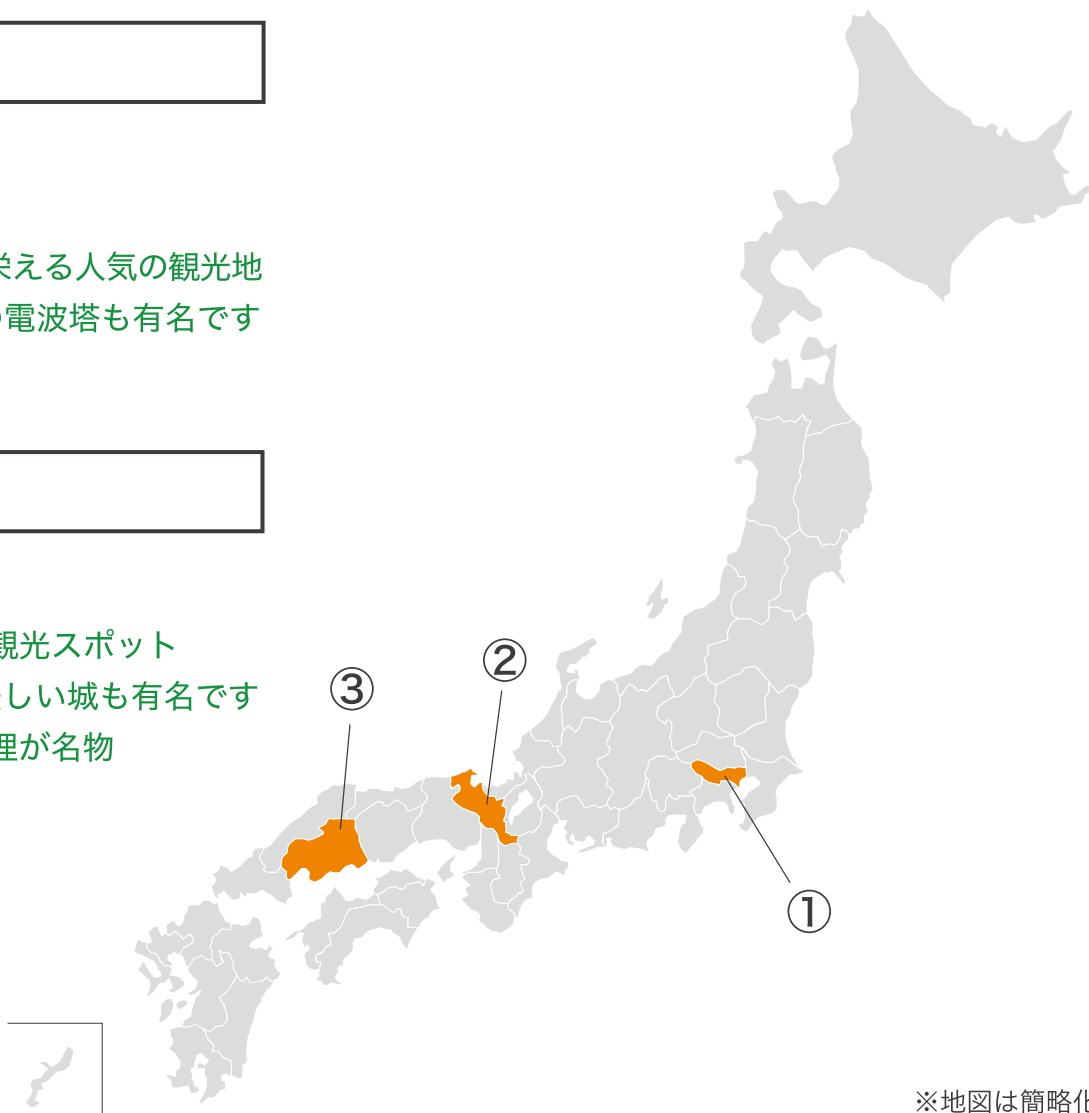 栄える人気の観光地
電波塔も有名です
観光スポット
しい城も有名です
理が名物
③
②
①
※地図は簡略化